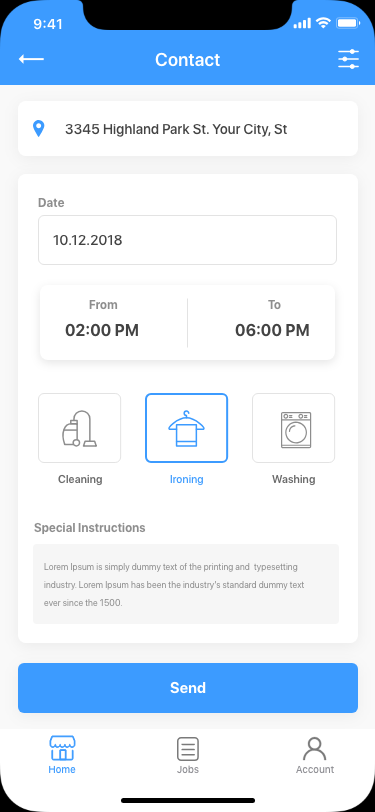 9:41
Contact
3345 Highland Park St. Your City, St
Date
10.12.2018
From To
02:00 PM 06:00 PM
Cleaning Ironing Washing
Special Instructions
Lorem Ipsum is simply dummy text of the printing and typesetting
industry. Lorem Ipsum has been the industry's standard dummy text
ever since the 1500.
Send
Home Jobs Account